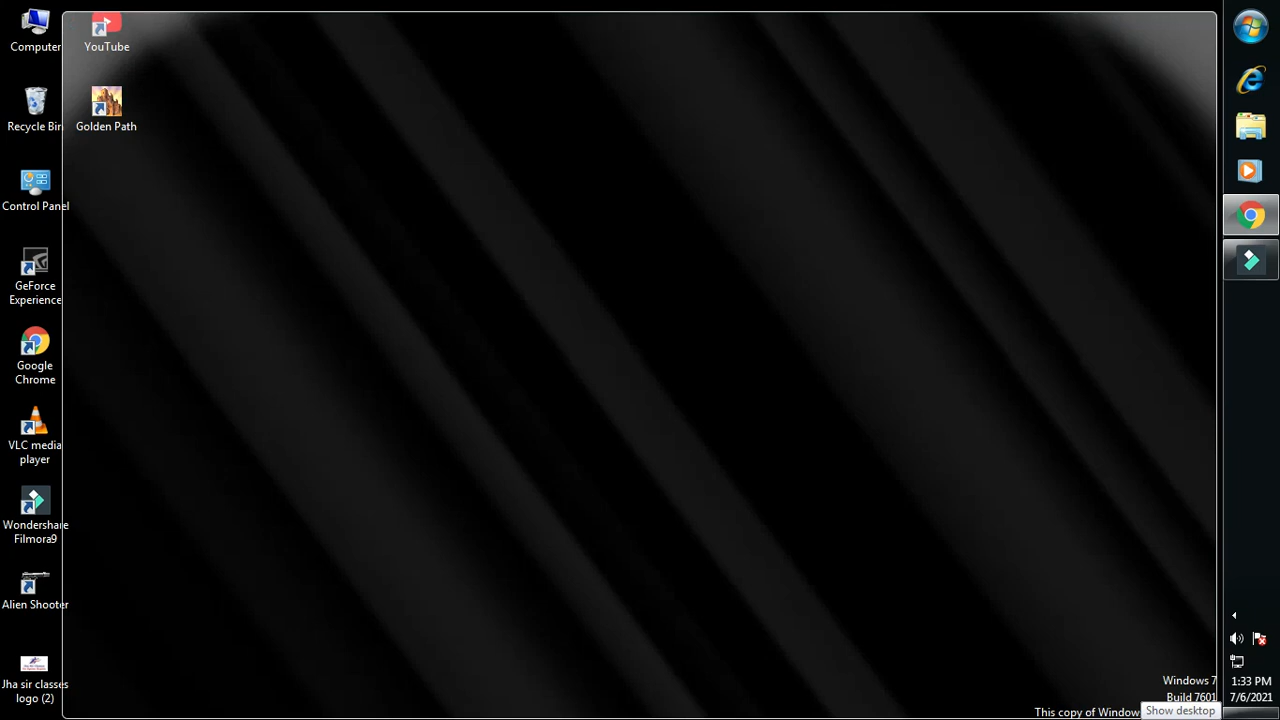 Computer
Recycle Bin
Control Panel
GeForce
Experience
Google
Chrome
VLC media
player
Wondershare
Filmora9
Alien Shooter
Jha sir classes
logo (2)
YouTube
Golden Path
Windows 7
Build 7601
This copy of Window
Show desktop
1:33 PM
7/6/2021